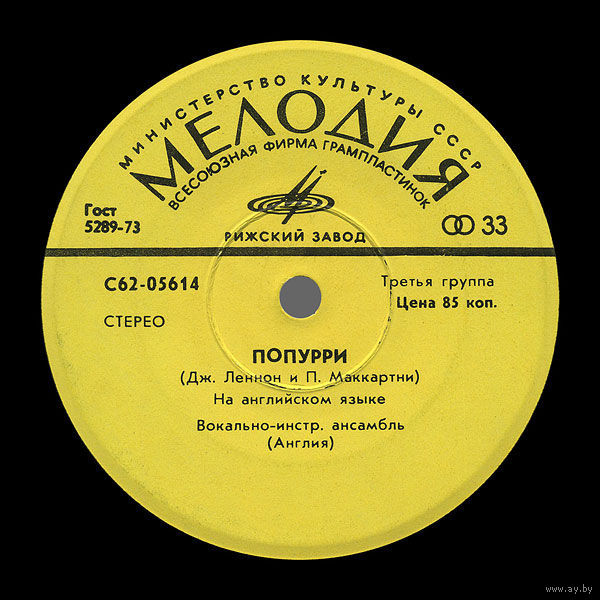 МИНИСТЕРСТВО КУЛЬТУРЫ СССР
МЕЛОДИЯ
ВСЕСОЮЗНАЯ ФИРМА ГРАМПЛАСТИНОК
Гост
5289-73
РИЖСКИЙ ЗАВОД
33
С62-05614
СТЕРЕО
Третья группа
Цена 85 коп.
ПОПУРРИ
(Дж. Леннон и П. Маккартни)
На английском языке
Вокально-инстр. ансамбль
(Англия)
www.ay.by